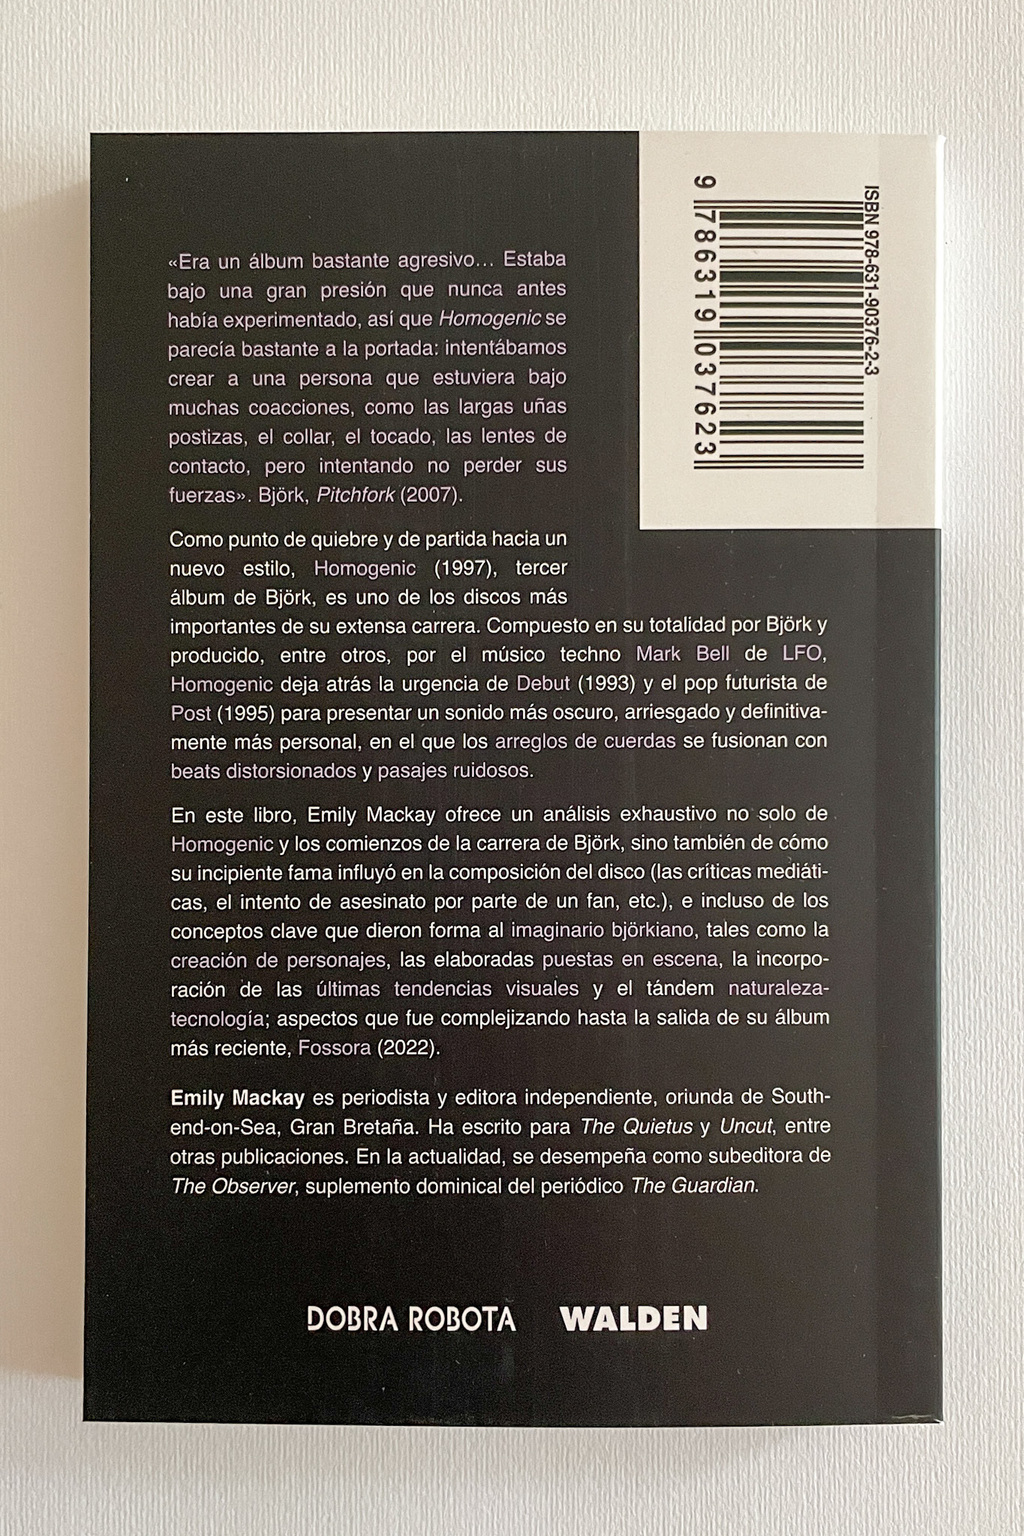 ISBN 978-631-90376-2-3
9 786319 037623
«Era un álbum bastante agresivo... Estaba
bajo una gran presión que nunca antes
había experimentado, así que Homogenic se
parecía bastante a la portada: intentábamos
crear a una persona que estuviera bajo
muchas coacciones, como las largas uñas
postizas, el collar, el tocado, las lentes de
contacto, pero intentando no perder sus
fuerzas». Björk, Pitchfork (2007).
Como punto de quiebre y de partida hacia un
nuevo estilo, Homogenic (1997), tercer
álbum de Björk, es uno de los discos más
importantes de su extensa carrera. Compuesto en su totalidad por Björk y
producido, entre otros, por el músico techno Mark Bell de LFO,
Homogenic deja atrás la urgencia de Debut (1993) y el pop futurista de
Post (1995) para presentar un sonido más oscuro, arriesgado y definitiva-
mente más personal, en el que los arreglos de cuerdas se fusionan con
beats distorsionados y pasajes ruidosos.
En este libro, Emily Mackay ofrece un análisis exhaustivo no solo de
Homogenic y los comienzos de la carrera de Björk, sino también de cómo
su incipiente fama influyó en la composición del disco (las críticas mediáti-
cas, el intento de asesinato por parte de un fan, etc.), e incluso de los
conceptos clave que dieron forma al imaginario björkiano, tales como la
creación de personajes, las elaboradas puestas en escena, la incorpo-
ración de las últimas tendencias visuales y el tándem naturaleza-
tecnología; aspectos que fue complejizando hasta la salida de su álbum
más reciente, Fossora (2022).
Emily Mackay es periodista y editora independiente, oriunda de South-
end-on-Sea, Gran Bretaña. Ha escrito para The Quietus y Uncut, entre
otras publicaciones. En la actualidad, se desempeña como subeditora de
The Observer, suplemento dominical del periódico The Guardian.
DOBRA ROBOTA WALDEN